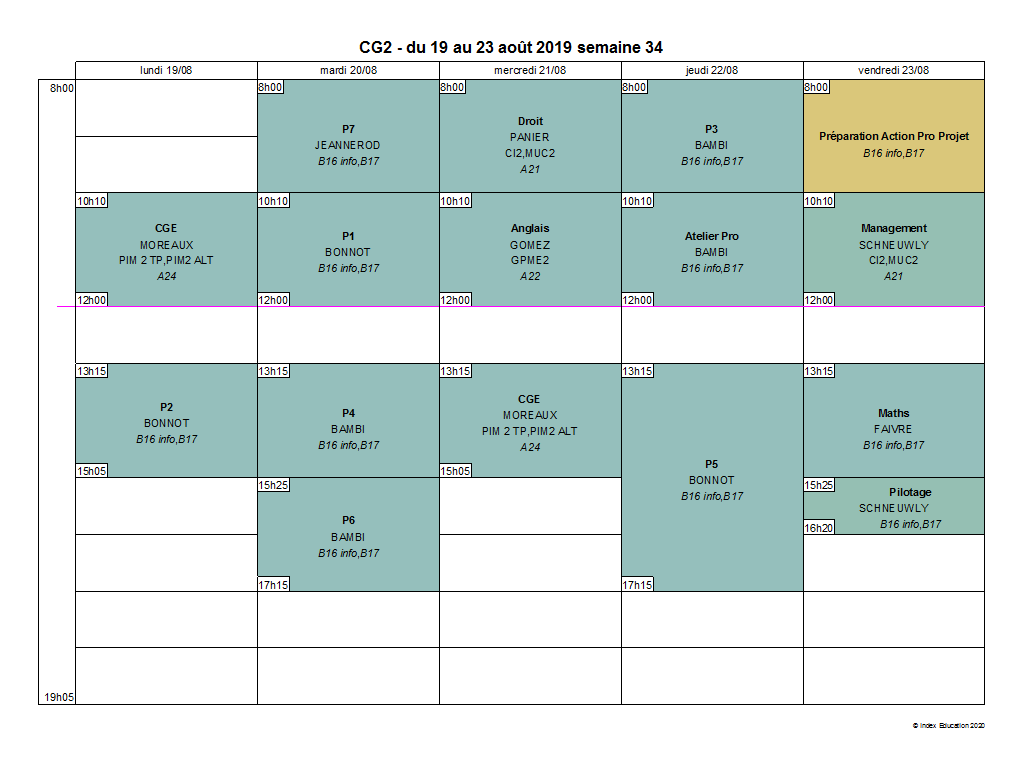 CG2 - du 19 au 23 août 2019 semaine 34
lundi 19/08
mardi 20/08
mercredi 21/08
jeudi 22/08
vendredi 23/08
8h00
19h05
10h10
CGE
MOREAUX
PIM 2 TP,PIM2 ALT
A24
12h00
13h15
P2
BONNOT
B16 info,B17
15h05
8h00
P7
JEANNEROD
B16 info,B17
10h10
P1
BONNOT
B16 info,B17
12h00
13h15
P4
BAMBI
B16 info,B17
15h25
P6
BAMBI
B16 info,B17
17h15
8h00
Droit
PANIER
CI2,MUC2
A21
10h10
Anglais
GOMEZ
GPME2
A22
12h00
13h15
CGE
MOREAUX
PIM 2 TP,PIM2 ALT
A24
15h05
8h00
P3
BAMBI
B16 info,B17
10h10
Atelier Pro
BAMBI
B16 info,B17
12h00
13h15
P5
BONNOT
B16 info,B17
17h15
8h00
Préparation Action Pro Projet
B16 info,B17
10h10
Management
SCHNEUWLY
CI2,MUC2
A21
12h00
13h15
Maths
FAIVRE
B16 info,B17
15h25
Pilotage
SCHNEUWLY
B16 info,B17
16h20
© Index Education 2020